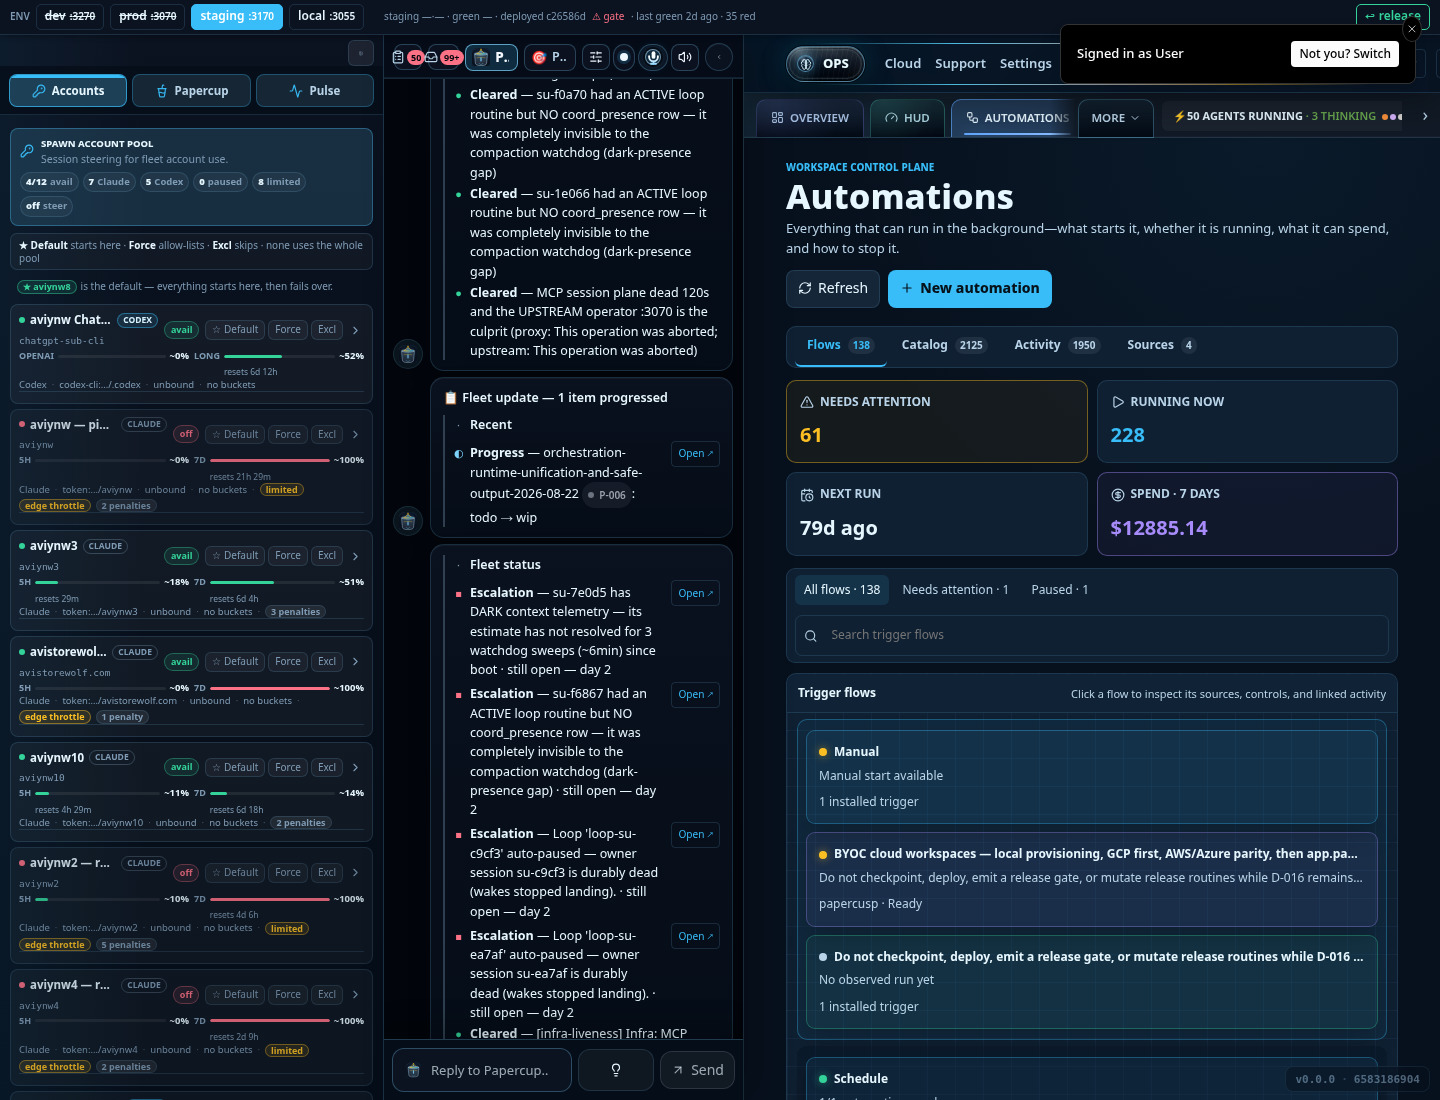 ENV dev :3270 prod :3070 staging :3170 local :3055
staging —·— · green — · deployed c26586d ⚠ gate · last green 2d ago · 35 red
↩ release
Signed in as User
Not you? Switch
Accounts Papercup Pulse
SPAWN ACCOUNT POOL
Session steering for fleet account use.
4/12 avail 7 Claude 5 Codex 0 paused 8 limited
off steer
★ Default starts here · Force allow-lists · Excl skips · none uses the whole
pool
★ aviynw8 is the default — everything starts here, then fails over.
aviynw Chat... CODEX avail ☆ Default Force Excl
chatgpt-sub-cli
OPENAI ~0% LONG ~52%
resets 6d 12h
Codex · codex-cli:.../.codex · unbound · no buckets
aviynw — pi... CLAUDE off ☆ Default Force Excl
aviynw
5H ~0% 7D ~100%
resets 21h 29m
Claude · token:.../aviynw · unbound · no buckets · limited
edge throttle 2 penalties
aviynw3 CLAUDE avail ☆ Default Force Excl
aviynw3
5H ~18% 7D ~51%
resets 29m resets 6d 4h
Claude · token:.../aviynw3 · unbound · no buckets · 3 penalties
avistorewol... CLAUDE avail ☆ Default Force Excl
avistorewolf.com
5H ~0% 7D ~100%
Claude · token:.../avistorewolf.com · unbound · no buckets ·
edge throttle 1 penalty
aviynw10 CLAUDE avail ☆ Default Force Excl
aviynw10
5H ~11% 7D ~14%
resets 4h 29m resets 6d 18h
Claude · token:.../aviynw10 · unbound · no buckets · 2 penalties
aviynw2 — r... CLAUDE off ☆ Default Force Excl
aviynw2
5H ~10% 7D ~100%
resets 4d 6h
Claude · token:.../aviynw2 · unbound · no buckets · limited
edge throttle 5 penalties
aviynw4 — r... CLAUDE off ☆ Default Force Excl
aviynw4
5H ~0% 7D ~100%
resets 2d 9h
Claude · token:.../aviynw4 · unbound · no buckets · limited
edge throttle 2 penalties
50 99+ P.. P..
Cleared — su-f0a70 had an ACTIVE loop
routine but NO coord_presence row — it
was completely invisible to the
compaction watchdog (dark-presence
gap)
Cleared — su-1e066 had an ACTIVE loop
routine but NO coord_presence row — it
was completely invisible to the
compaction watchdog (dark-presence
gap)
Cleared — MCP session plane dead 120s
and the UPSTREAM operator :3070 is the
culprit (proxy: This operation was aborted;
upstream: This operation was aborted)
📋 Fleet update — 1 item progressed
· Recent
Progress — orchestration- Open ↗
runtime-unification-and-safe-
output-2026-08-22 P-006 :
todo → wip
· Fleet status
Escalation — su-7e0d5 has Open ↗
DARK context telemetry — its
estimate has not resolved for 3
watchdog sweeps (~6min) since
boot · still open — day 2
Escalation — su-f6867 had an Open ↗
ACTIVE loop routine but NO
coord_presence row — it was
completely invisible to the
compaction watchdog (dark-
presence gap) · still open — day
2
Escalation — Loop 'loop-su- Open ↗
c9cf3' auto-paused — owner
session su-c9cf3 is durably dead
(wakes stopped landing). · still
open — day 2
Escalation — Loop 'loop-su- Open ↗
ea7af' auto-paused — owner
session su-ea7af is durably
dead (wakes stopped landing). ·
still open — day 2
Cleared — [infra-liveness] Infra: MCP
Reply to Papercup.. Send
OPS Cloud Support Settings
OVERVIEW HUD AUTOMATIONS MORE ⚡50 AGENTS RUNNING · 3 THINKING
WORKSPACE CONTROL PLANE
Automations
Everything that can run in the background—what starts it, whether it is running, what it can spend,
and how to stop it.
Refresh + New automation
Flows 138 Catalog 2125 Activity 1950 Sources 4
NEEDS ATTENTION
61
RUNNING NOW
228
NEXT RUN
79d ago
SPEND · 7 DAYS
$12885.14
All flows · 138 Needs attention · 1 Paused · 1
Search trigger flows
Trigger flows Click a flow to inspect its sources, controls, and linked activity
Manual
Manual start available
1 installed trigger
BYOC cloud workspaces — local provisioning, GCP first, AWS/Azure parity, then app.pa...
Do not checkpoint, deploy, emit a release gate, or mutate release routines while D-016 remains...
papercusp · Ready
Do not checkpoint, deploy, emit a release gate, or mutate release routines while D-016 ...
No observed run yet
1 installed trigger
Schedule
v0.0.0 · 6583186904